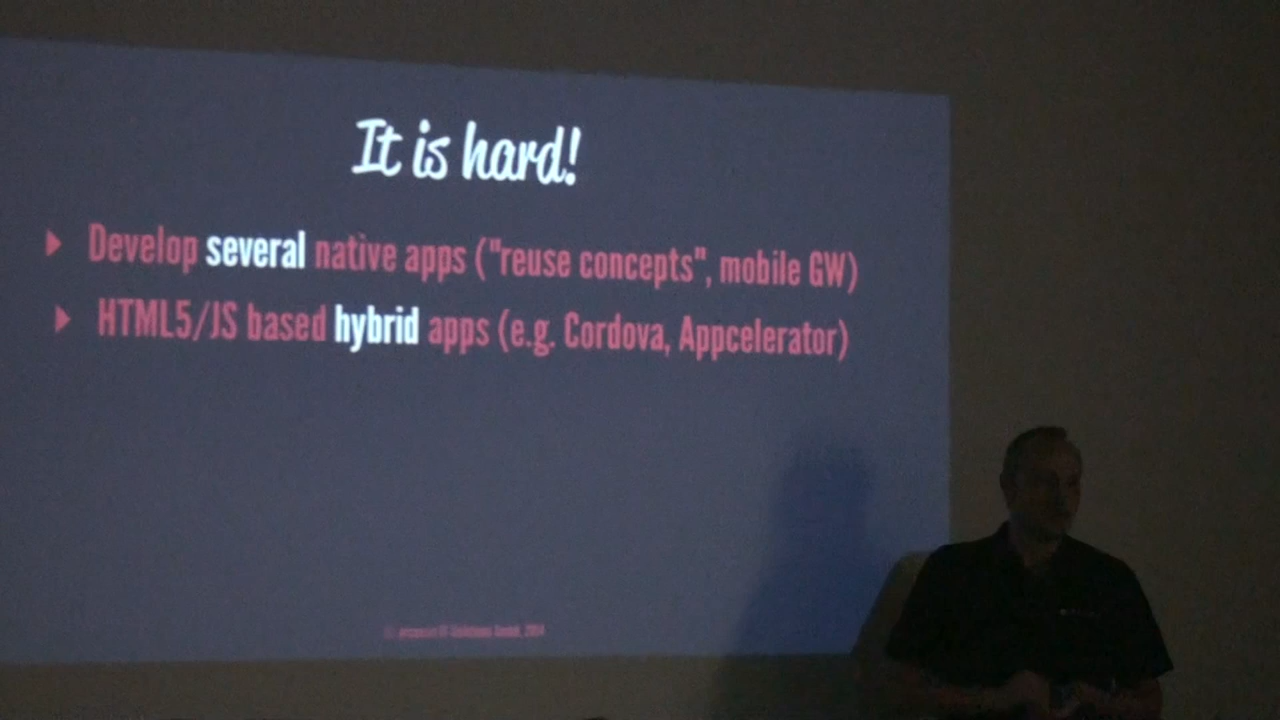 It is hard!
Develop several native apps ("reuse concepts", mobile GW)
HTML5/JS based hybrid apps (e.g. Cordova, Appcelerator)